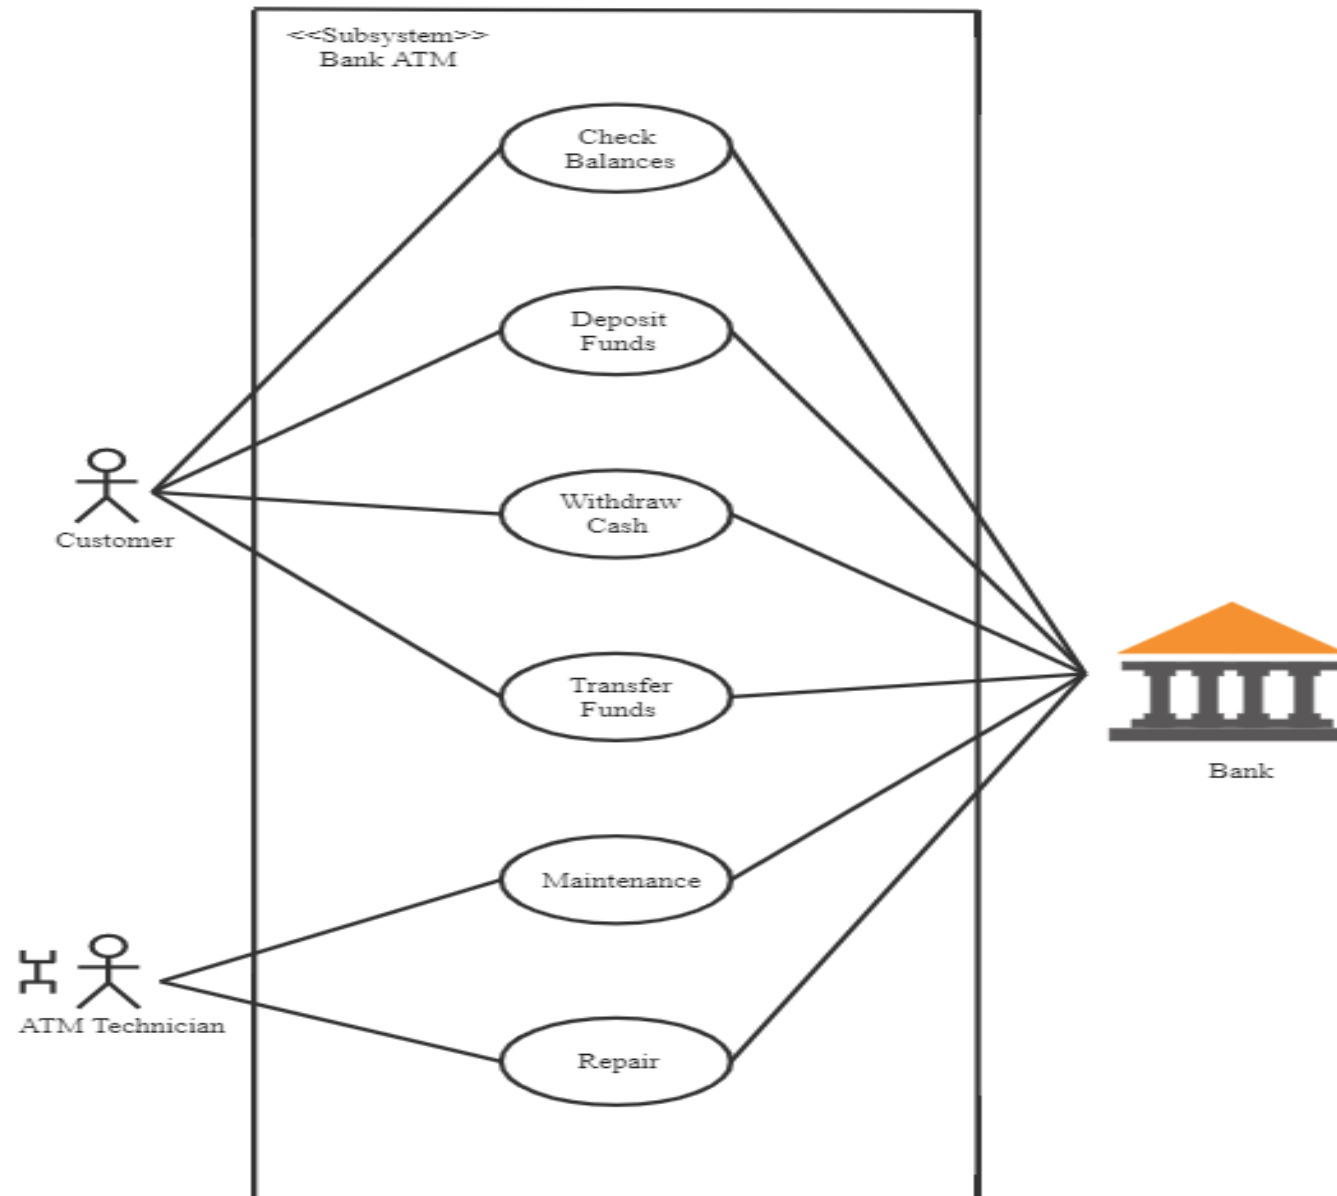 <<Subsystem>>
Bank ATM
Check
Balances
Deposit
Funds
Withdraw
Cash
Customer
Transfer
Funds
Bank
Maintenance
ATM Technician
Repair